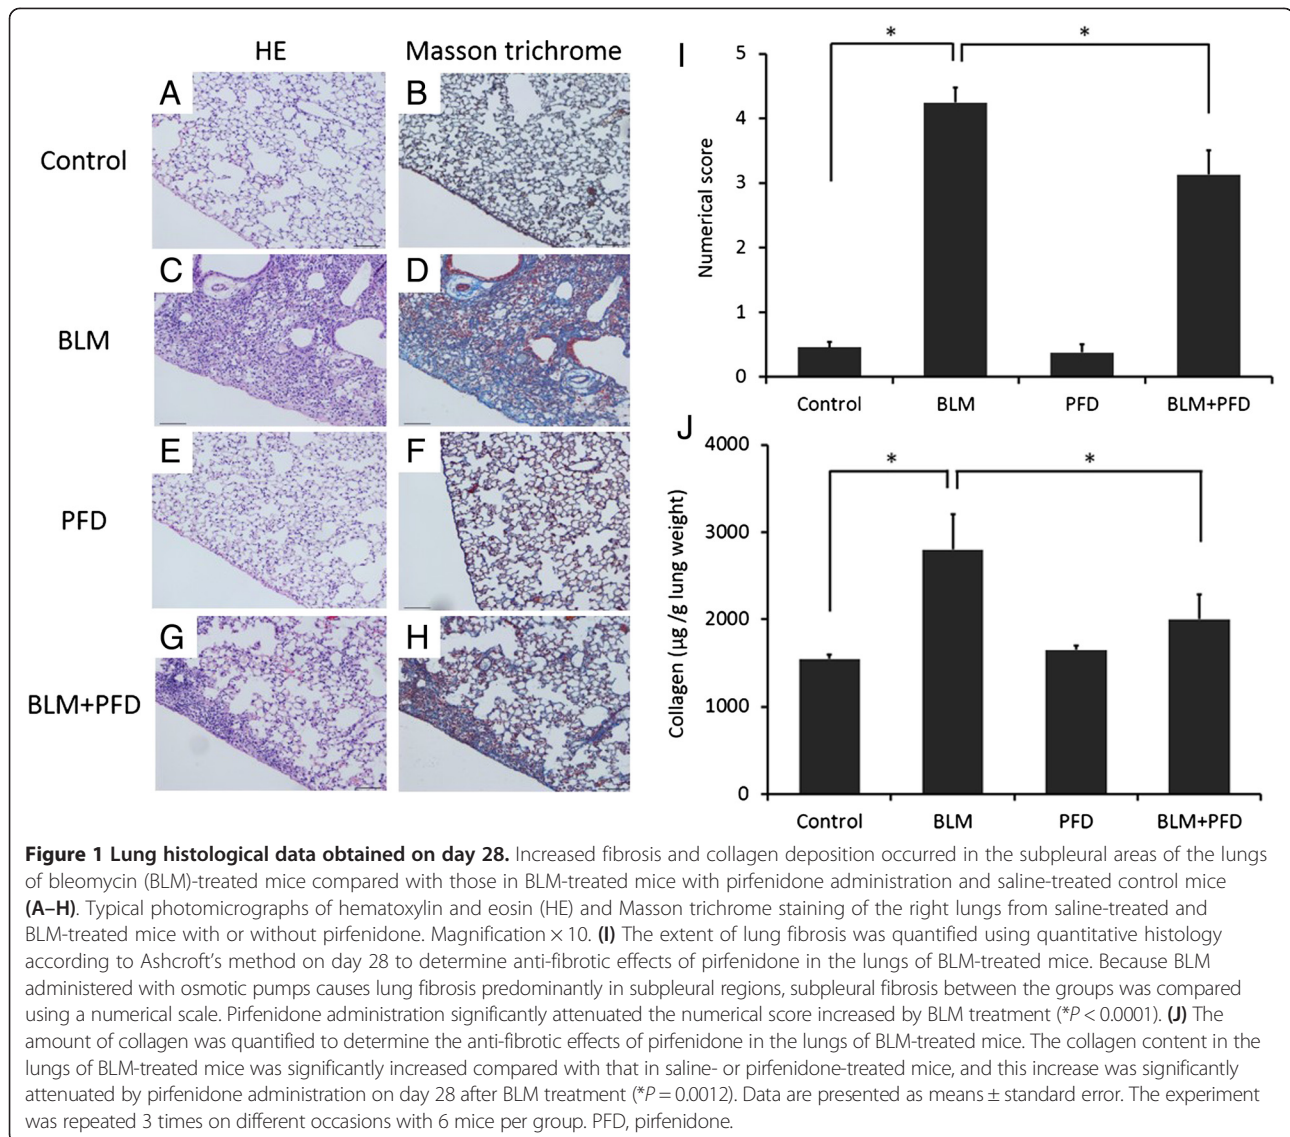 HE
Masson trichrome
A
B
Control
C
D
BLM
E
F
PFD
G
H
BLM+PFD
I
*
*
5
4
3
2
1
0
Numerical score
Control BLM PFD BLM+PFD
J
*
*
4000
3000
2000
1000
0
Collagen (µg /g lung weight)
Control BLM PFD BLM+PFD
Figure 1 Lung histological data obtained on day 28. Increased fibrosis and collagen deposition occurred in the subpleural areas of the lungs
of bleomycin (BLM)-treated mice compared with those in BLM-treated mice with pirfenidone administration and saline-treated control mice
(A–H). Typical photomicrographs of hematoxylin and eosin (HE) and Masson trichrome staining of the right lungs from saline-treated and
BLM-treated mice with or without pirfenidone. Magnification × 10. (I) The extent of lung fibrosis was quantified using quantitative histology
according to Ashcroft's method on day 28 to determine anti-fibrotic effects of pirfenidone in the lungs of BLM-treated mice. Because BLM
administered with osmotic pumps causes lung fibrosis predominantly in subpleural regions, subpleural fibrosis between the groups was compared
using a numerical scale. Pirfenidone administration significantly attenuated the numerical score increased by BLM treatment (*P < 0.0001). (J) The
amount of collagen was quantified to determine the anti-fibrotic effects of pirfenidone in the lungs of BLM-treated mice. The collagen content in the
lungs of BLM-treated mice was significantly increased compared with that in saline- or pirfenidone-treated mice, and this increase was significantly
attenuated by pirfenidone administration on day 28 after BLM treatment (*P = 0.0012). Data are presented as means ± standard error. The experiment
was repeated 3 times on different occasions with 6 mice per group. PFD, pirfenidone.